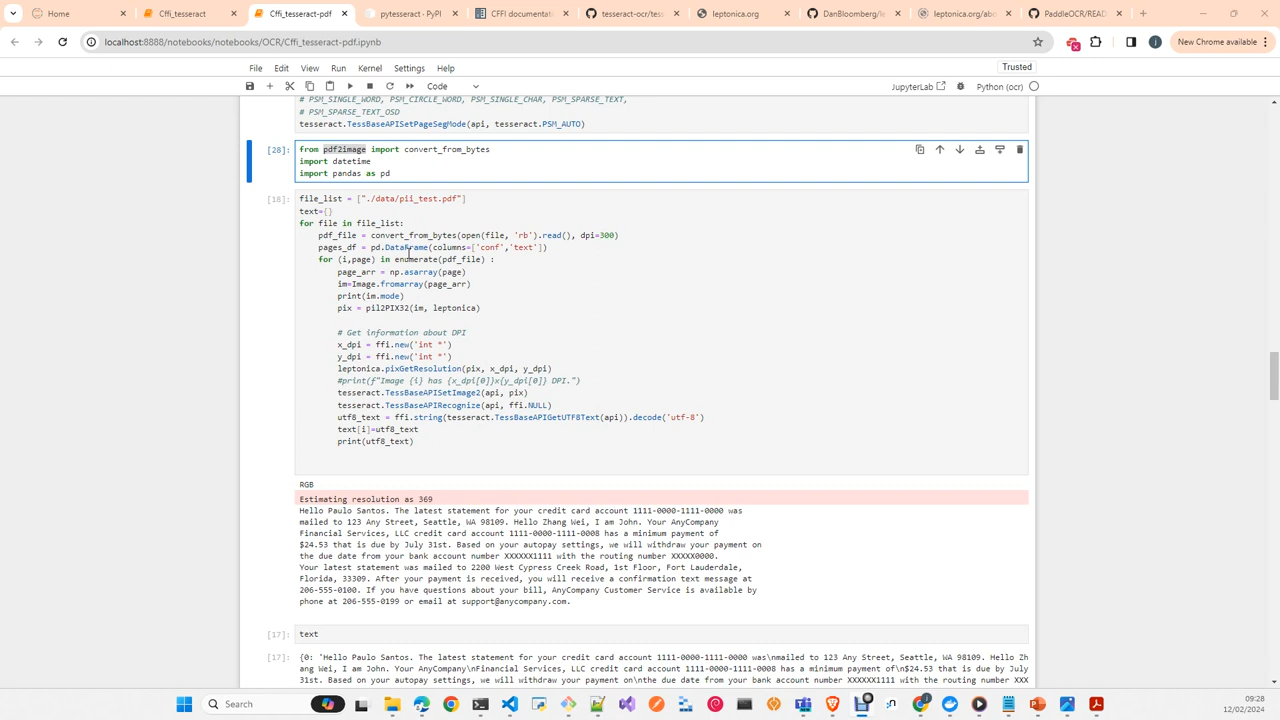 Home
Cffi_tesseract
Cffi_tesseract-pdf
pytesseract - PyPI
CFFI documentatio
tesseract-ocr/tess
leptonica.org
DanBloomberg/le
leptonica.org/abo
PaddleOCR/READ
localhost:8888/notebooks/notebooks/OCR/Cffi_tesseract-pdf.ipynb
New Chrome available
File Edit View Run Kernel Settings Help
Trusted
Code
JupyterLab
Python (ocr)
# PSM_SINGLE_WORD, PSM_CIRCLE_WORD, PSM_SINGLE_CHAR, PSM_SPARSE_TEXT,
# PSM_SPARSE_TEXT_OSD
tesseract.TessBaseAPISetPageSegMode(api, tesseract.PSM_AUTO)
[28]:
from pdf2image import convert_from_bytes
import datetime
import pandas as pd
[18]:
file_list = ["./data/pii_test.pdf"]
text={}
for file in file_list:
pdf_file = convert_from_bytes(open(file, 'rb').read(), dpi=300)
pages_df = pd.DataFrame(columns=['conf','text'])
for (i,page) in enumerate(pdf_file) :
page_arr = np.asarray(page)
im=Image.fromarray(page_arr)
print(im.mode)
pix = pil2PIX32(im, leptonica)
# Get information about DPI
x_dpi = ffi.new('int *')
y_dpi = ffi.new('int *')
leptonica.pixGetResolution(pix, x_dpi, y_dpi)
#print(f"Image {i} has {x_dpi[0]}x{y_dpi[0]} DPI.")
tesseract.TessBaseAPISetImage2(api, pix)
tesseract.TessBaseAPIRecognize(api, ffi.NULL)
utf8_text = ffi.string(tesseract.TessBaseAPIGetUTF8Text(api)).decode('utf-8')
text[i]=utf8_text
print(utf8_text)
RGB
Estimating resolution as 369
Hello Paulo Santos. The latest statement for your credit card account 1111-0000-1111-0000 was
mailed to 123 Any Street, Seattle, WA 98109. Hello Zhang Wei, I am John. Your AnyCompany
Financial Services, LLC credit card account 1111-0000-1111-0008 has a minimum payment of
$24.53 that is due by July 31st. Based on your autopay settings, we will withdraw your payment on
the due date from your bank account number XXXXXX1111 with the routing number XXXXX0000.
Your latest statement was mailed to 2200 West Cypress Creek Road, 1st Floor, Fort Lauderdale,
Florida, 33309. After your payment is received, you will receive a confirmation text message at
206-555-0100. If you have questions about your bill, AnyCompany Customer Service is available by
phone at 206-555-0199 or email at support@anycompany.com.
[17]:
text
[17]:
{0: 'Hello Paulo Santos. The latest statement for your credit card account 1111-0000-1111-0000 was\nmailed to 123 Any Street, Seattle, WA 98109. Hello Zh
ang Wei, I am John. Your AnyCompany\nFinancial Services, LLC credit card account 1111-0000-1111-0008 has a minimum payment of\n$24.53 that is due by July
31st. Based on your autopay settings, we will withdraw your payment on\nthe due date from your bank account number XXXXXX1111 with the routing number XXX
Search
09:28
12/02/2024